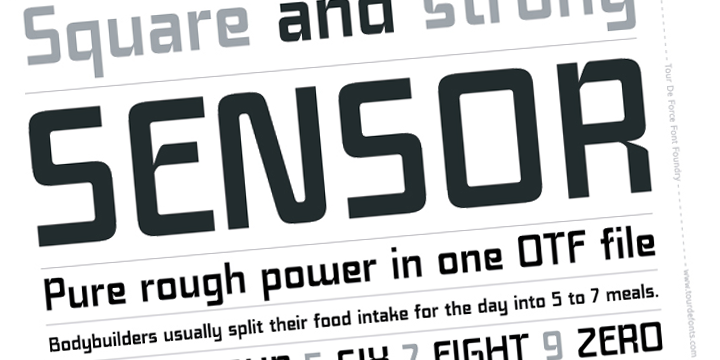 Square and strong
SENSOR
Pure rough power in one OTF file
Bodybuilders usually split their food intake for the day into 5 to 7 meals.
5 SIX 7 EIGHT 9 ZERO
Tour De Force Font Foundry
www.tourdefonts.com